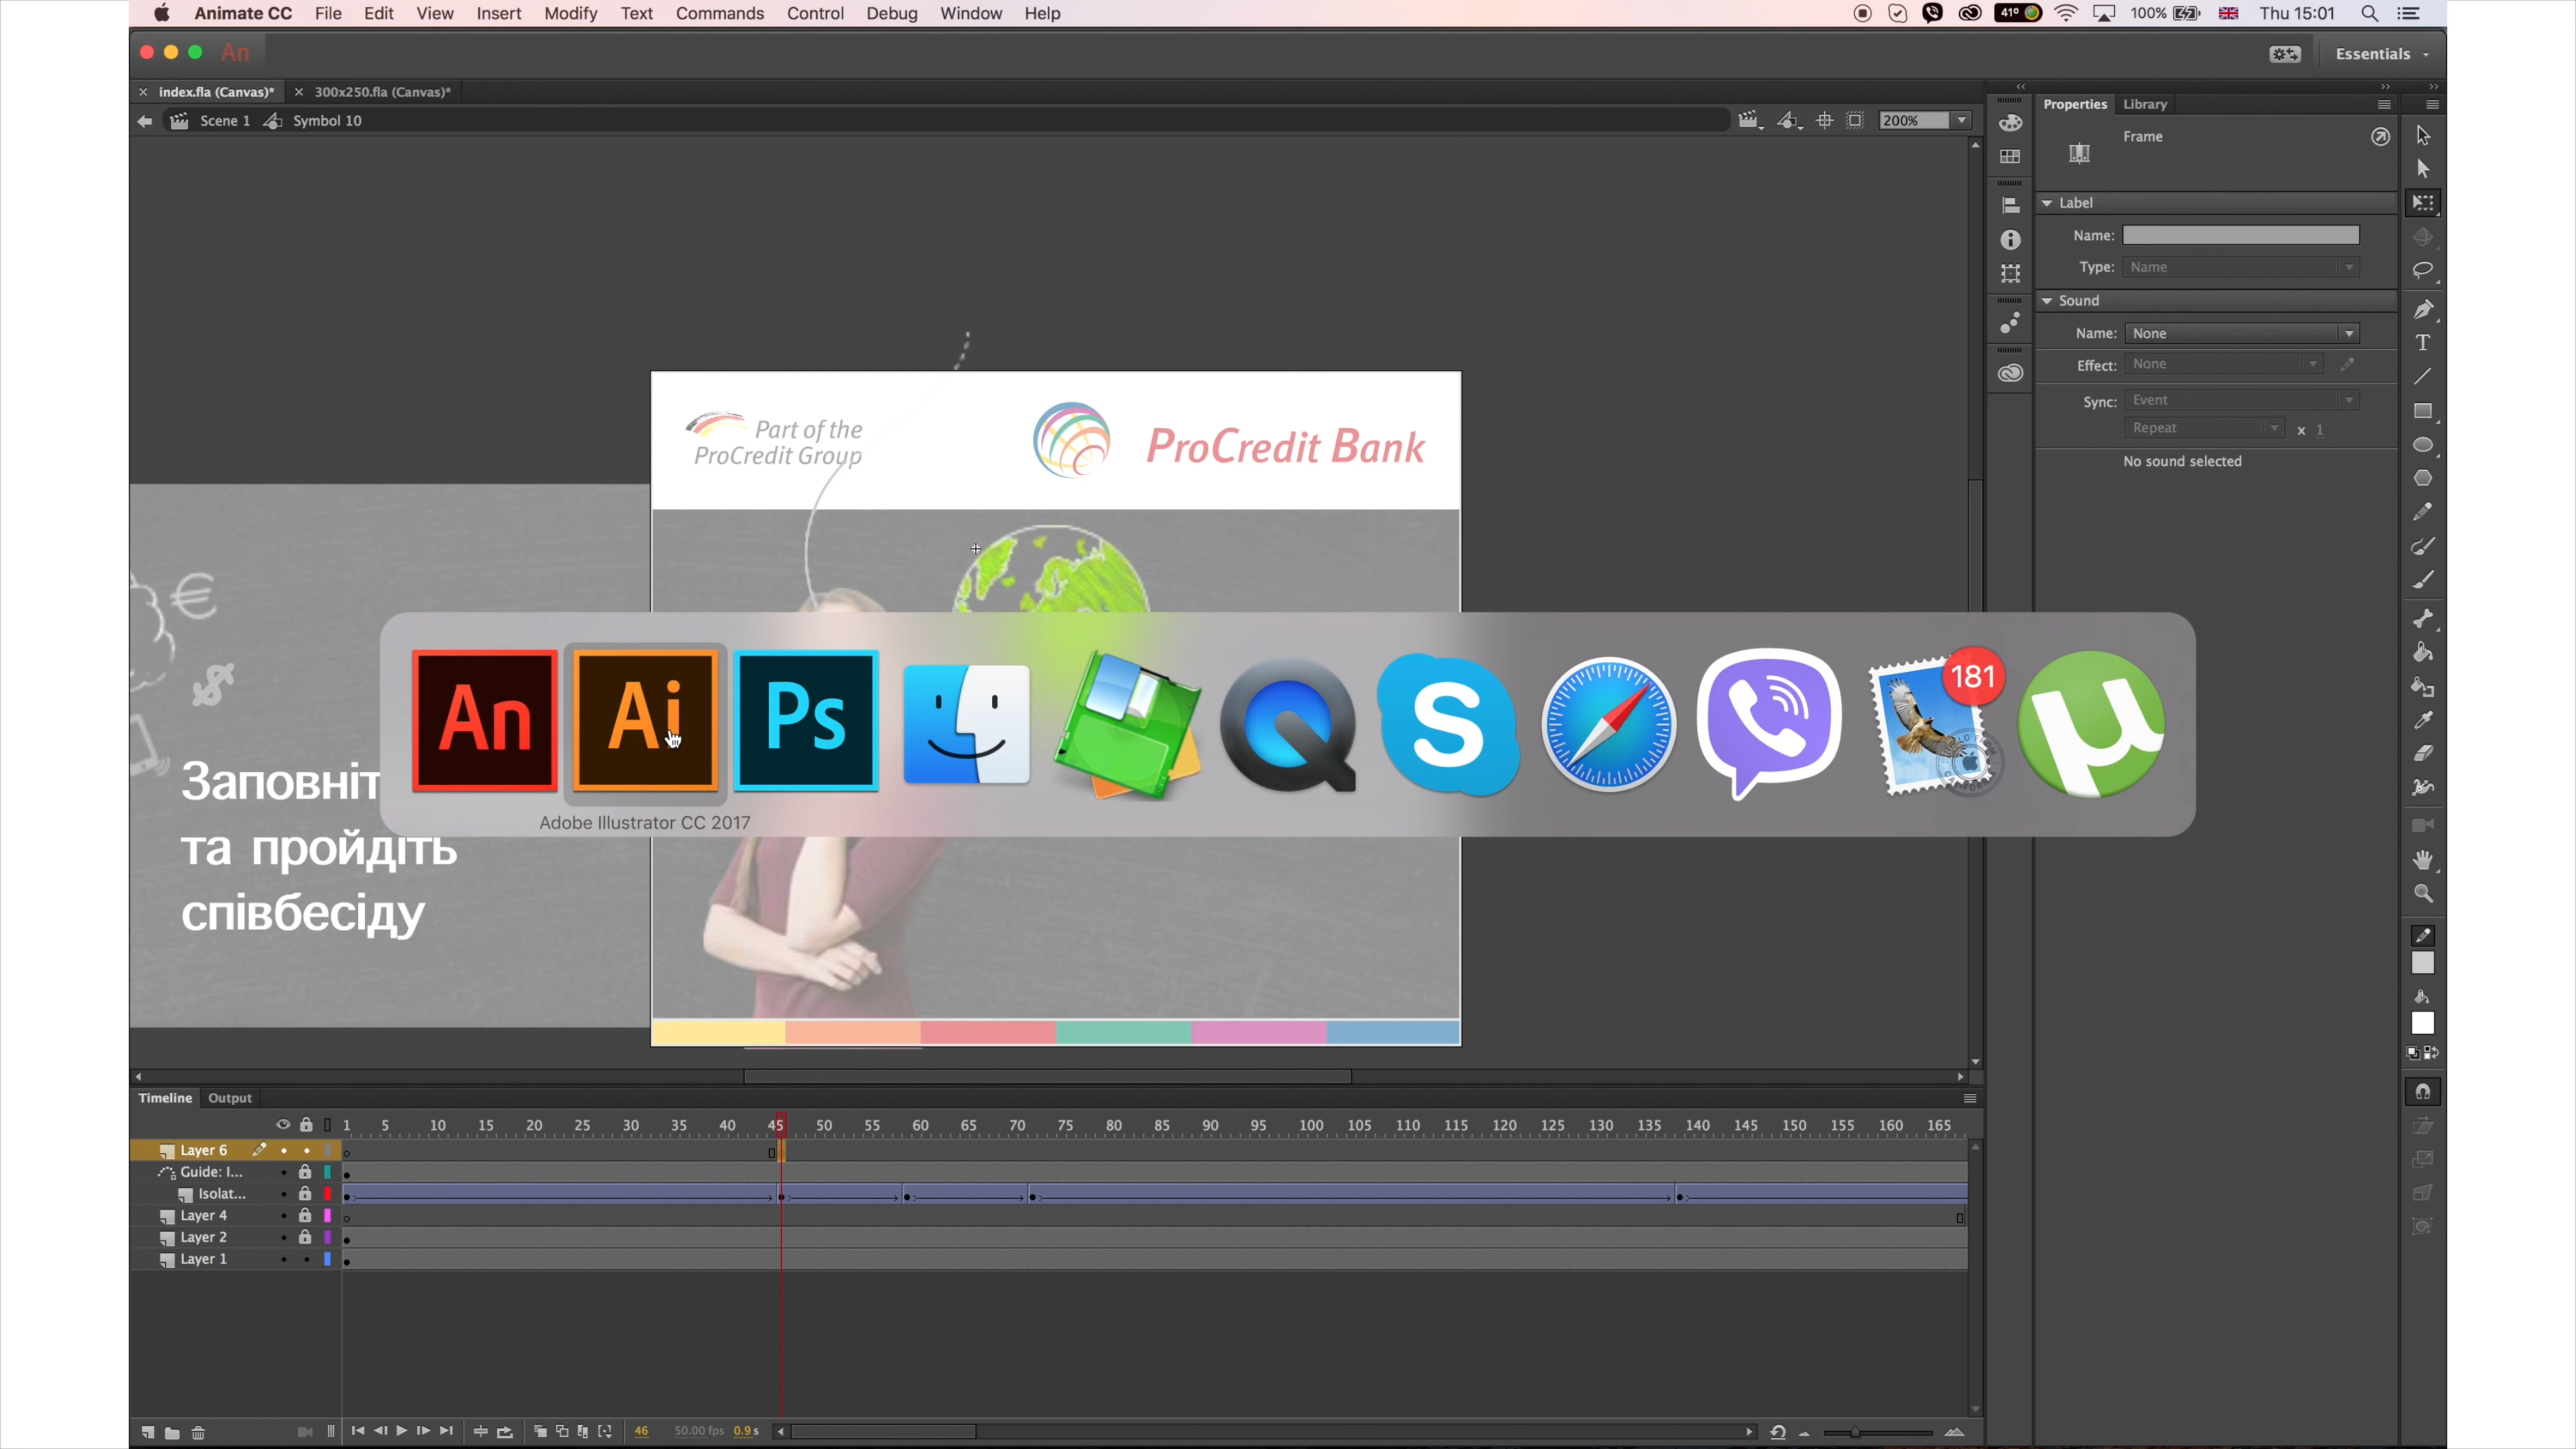 Animate CC File Edit View Insert Modify Text Commands Control Debug Window Help
41° 100% Thu 15:01
An Essentials
index.fla (Canvas)* 300x250.fla (Canvas)*
Scene 1 Symbol 10 200%
Properties Library
Frame
Label
Name:
Type: Name
Sound
Name: None
Effect: None
Sync: Event
Repeat x 1
No sound selected
Part of the
ProCredit Group
ProCredit Bank
€
$
An Ai Ps S 181 µ
Adobe Illustrator CC 2017
Заповніт
та пройдіть
співбесіду
Timeline Output
1 5 10 15 20 25 30 35 40 45 50 55 60 65 70 75 80 85 90 95 100 105 110 115 120 125 130 135 140 145 150 155 160 165
Layer 6
Guide: I...
Isolat...
Layer 4
Layer 2
Layer 1
46 50.00 fps 0.9 s